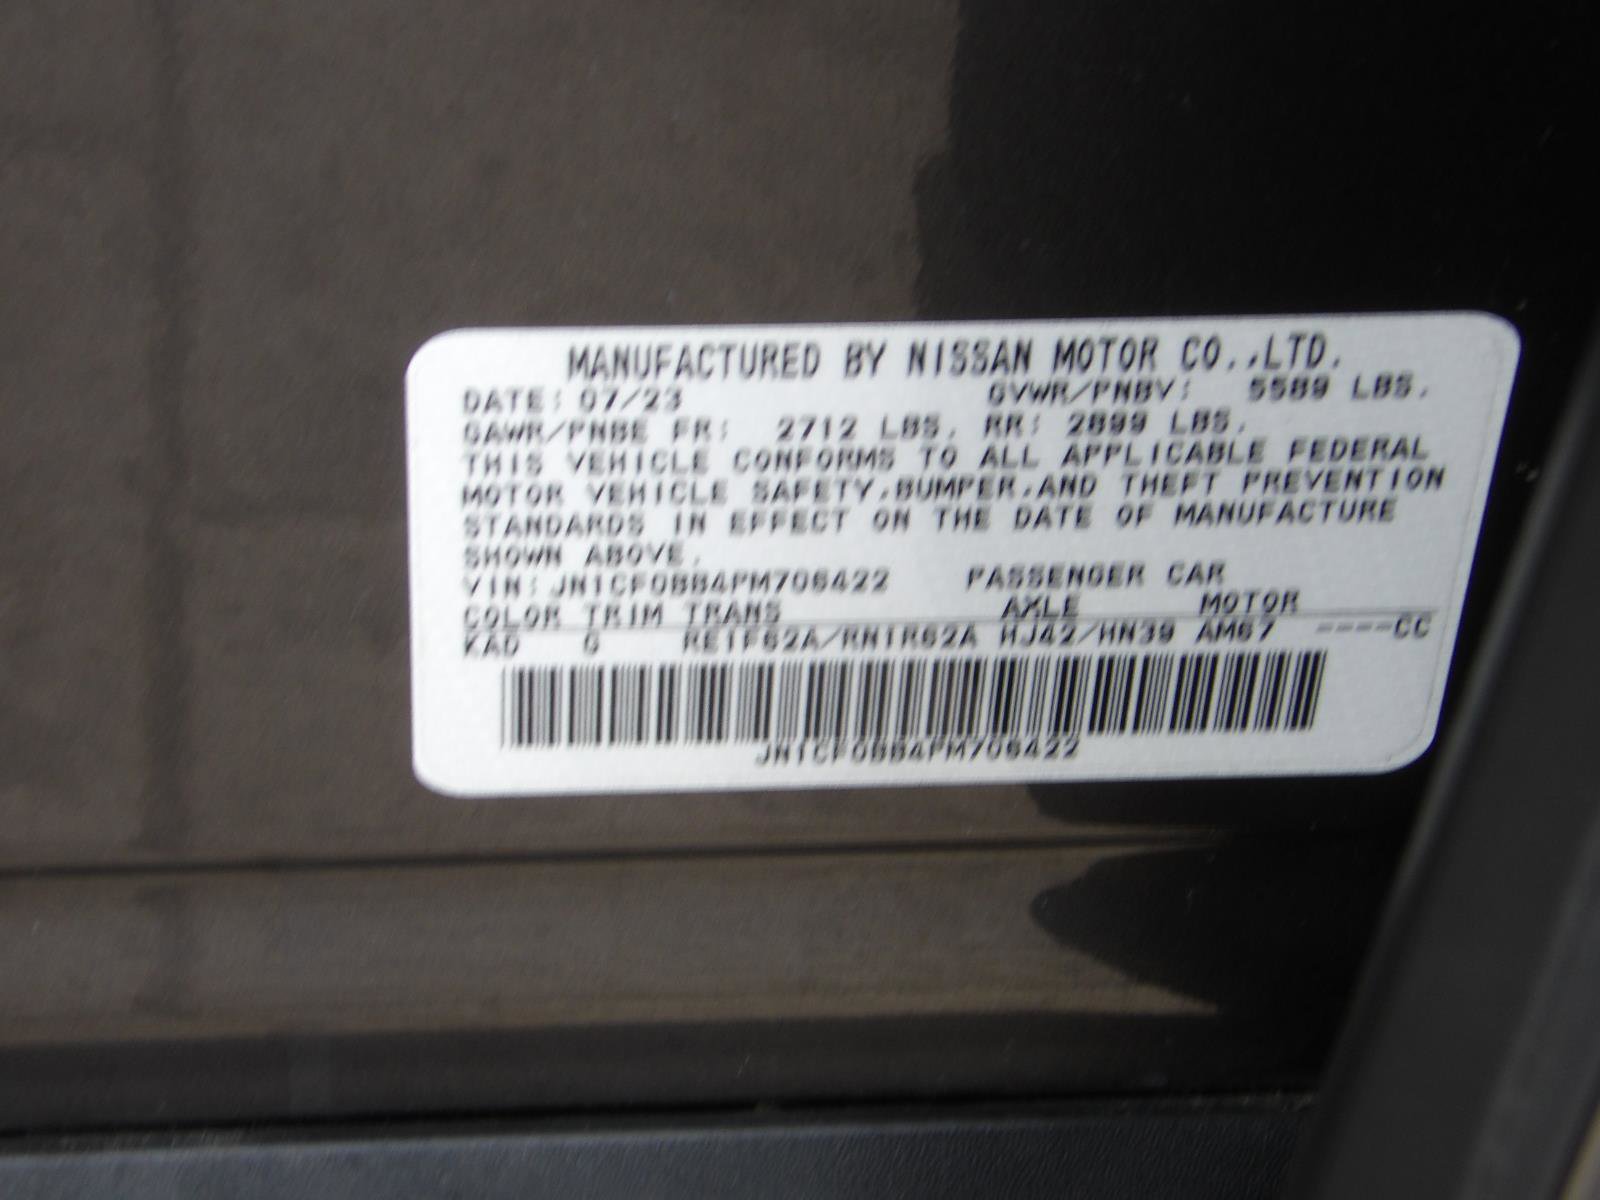 MANUFACTURED BY NISSAN MOTOR CO.,LTD.
DATE: 07/23 GVWR/PNBV: 5589 LBS.
GAWR/PNBE FR: 2712 LBS. RR: 2899 LBS.
THIS VEHICLE CONFORMS TO ALL APPLICABLE FEDERAL
MOTOR VEHICLE SAFETY,BUMPER,AND THEFT PREVENTION
STANDARDS IN EFFECT ON THE DATE OF MANUFACTURE
SHOWN ABOVE.
VIN: JN1CF0BB4PM706422 PASSENGER CAR
COLOR TRIM TRANS AXLE MOTOR
KAD G RE1F62A/RN1R62A HJ42/HN39 AM67 ----CC
JN1CF0BB4PM706422